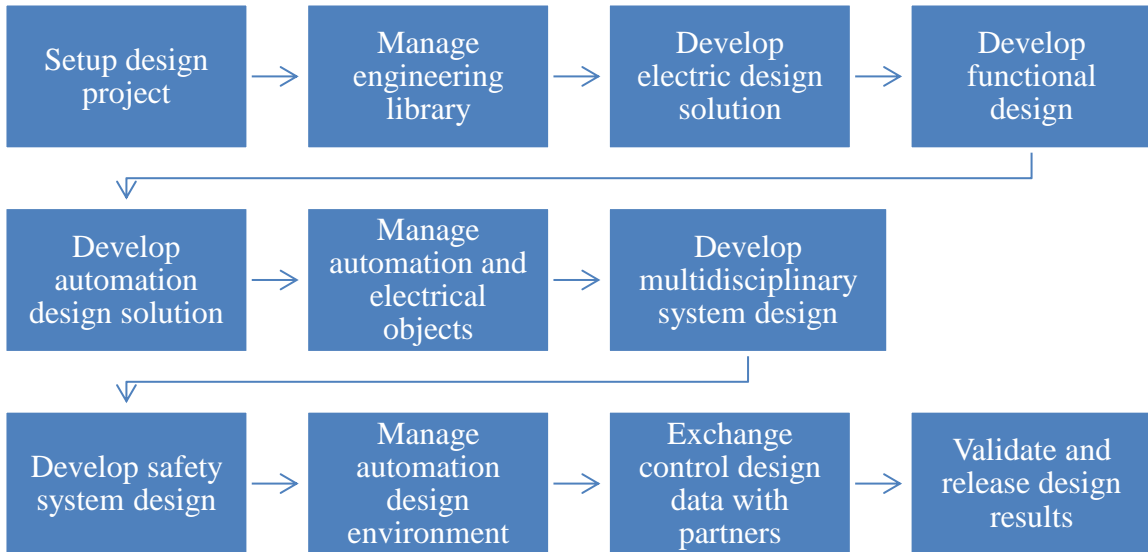 Setup design
project
Manage
engineering
library
Develop
electric design
solution
Develop
functional
design
Develop
automation
design solution
Manage
automation and
electrical
objects
Develop
multidisciplinary
system design
Develop safety
system design
Manage
automation
design
environment
Exchange
control design
data with
partners
Validate and
release design
results